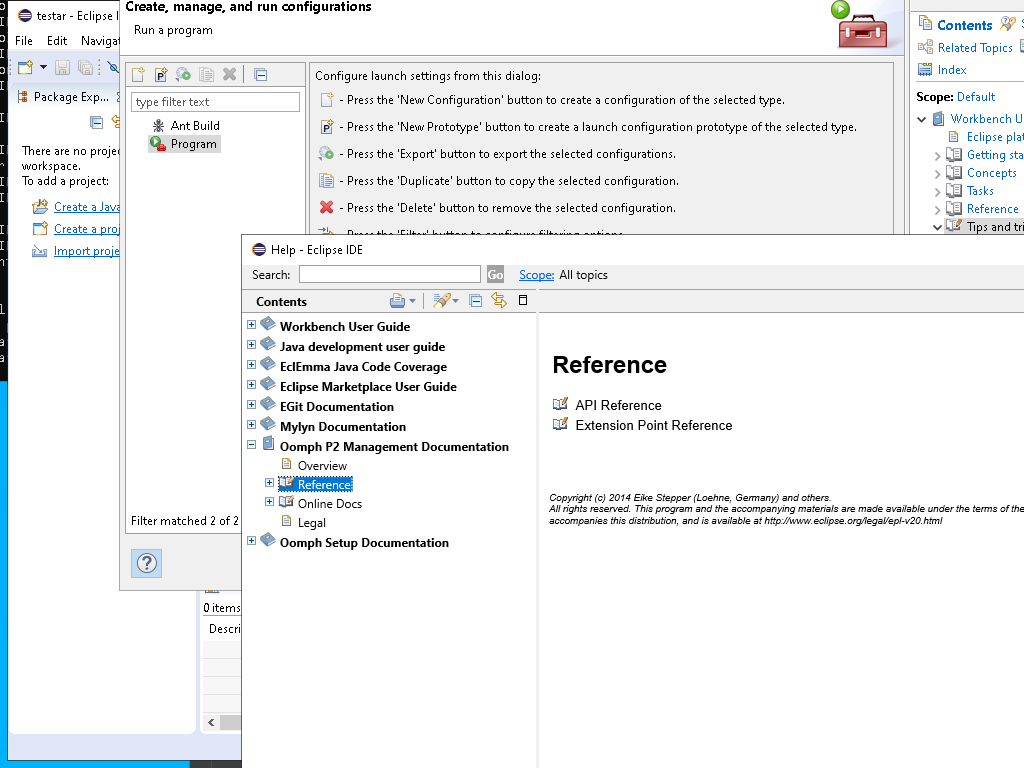 testar - Eclipse I
File Edit Navigat
Package Exp...
There are no projec
workspace.
To add a project:
Create a Java
Create a proj
Import proje
0 items
Descri
Create, manage, and run configurations
Run a program
type filter text
Ant Build
Program
Filter matched 2 of 2
Configure launch settings from this dialog:
- Press the 'New Configuration' button to create a configuration of the selected type.
- Press the 'New Prototype' button to create a launch configuration prototype of the selected type.
- Press the 'Export' button to export the selected configurations.
- Press the 'Duplicate' button to copy the selected configuration.
- Press the 'Delete' button to remove the selected configuration.
- Press the 'Filter' button to configure filtering options.
Contents
Related Topics
Index
Scope: Default
Workbench U
Eclipse plat
Getting sta
Concepts
Tasks
Reference
Tips and tri
Help - Eclipse IDE
Search: Go Scope: All topics
Contents
Workbench User Guide
Java development user guide
EclEmma Java Code Coverage
Eclipse Marketplace User Guide
EGit Documentation
Mylyn Documentation
Oomph P2 Management Documentation
Overview
Reference
Online Docs
Legal
Oomph Setup Documentation
Reference
API Reference
Extension Point Reference
Copyright (c) 2014 Eike Stepper (Loehne, Germany) and others.
All rights reserved. This program and the accompanying materials are made available under the terms of the
accompanies this distribution, and is available at http://www.eclipse.org/legal/epl-v20.html